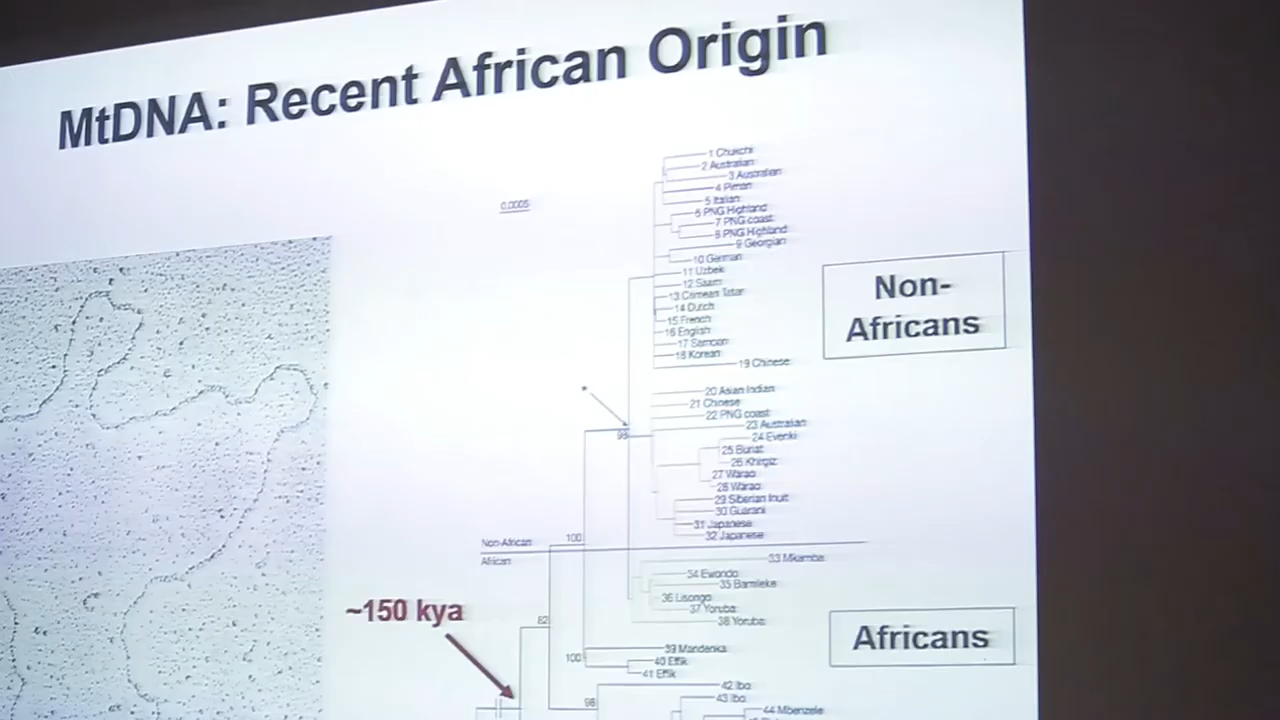 MtDNA: Recent African Origin
0.0005
1 Chukchi
2 Australian
3 Australian
4 Piman
5 Italian
6 PNG Highland
7 PNG coast
8 PNG Highland
9 Georgian
10 German
11 Uzbek
12 Saam
13 Crimean Tatar
14 Dutch
15 French
16 English
17 Samoan
18 Korean
19 Chinese
Non-
Africans
20 Asian Indian
21 Chinese
22 PNG coast
23 Australian
24 Evenki
25 Buriat
26 Khirgiz
27 Warao
28 Warao
29 Siberian Inuit
30 Guarani
31 Japanese
32 Japanese
*
98
100
Non-African
African
33 Mkamba
34 Ewondo
35 Bamileke
36 Lisongo
37 Yoruba
38 Yoruba
~150 kya
82
Africans
39 Mandenka
40 Effik
41 Effik
100
42 Ibo
43 Ibo
44 Mbenzele
98